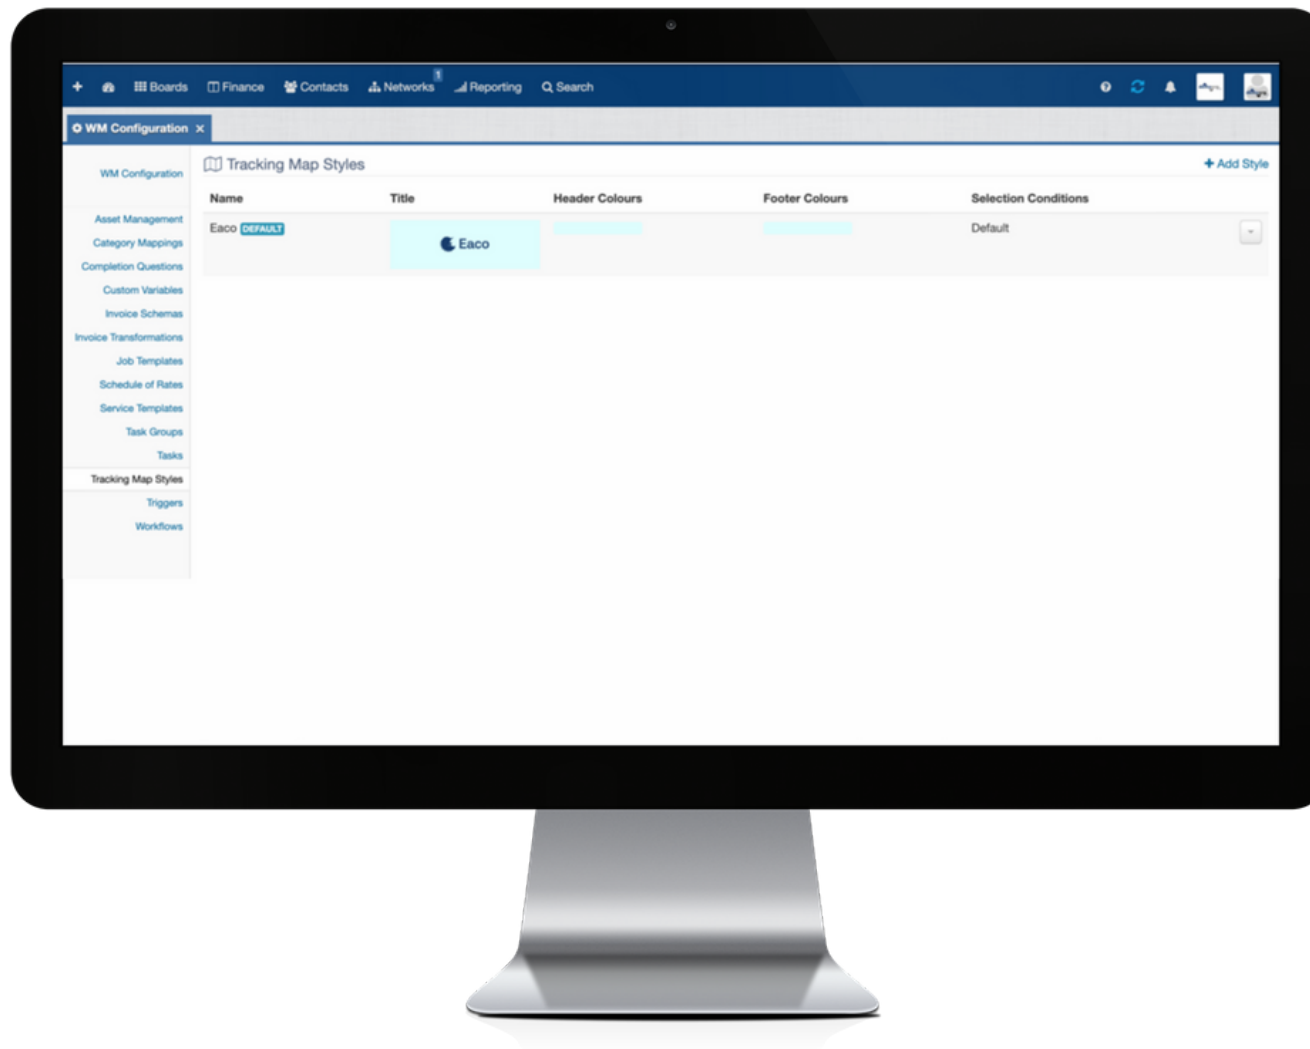 Boards Finance Contacts Networks 1 Reporting Search
WM Configuration ×
WM Configuration
Asset Management
Category Mappings
Completion Questions
Custom Variables
Invoice Schemas
Invoice Transformations
Job Templates
Schedule of Rates
Service Templates
Task Groups
Tasks
Tracking Map Styles
Triggers
Workflows
Tracking Map Styles
+ Add Style
Name Title Header Colours Footer Colours Selection Conditions
Eaco DEFAULT Eaco Default